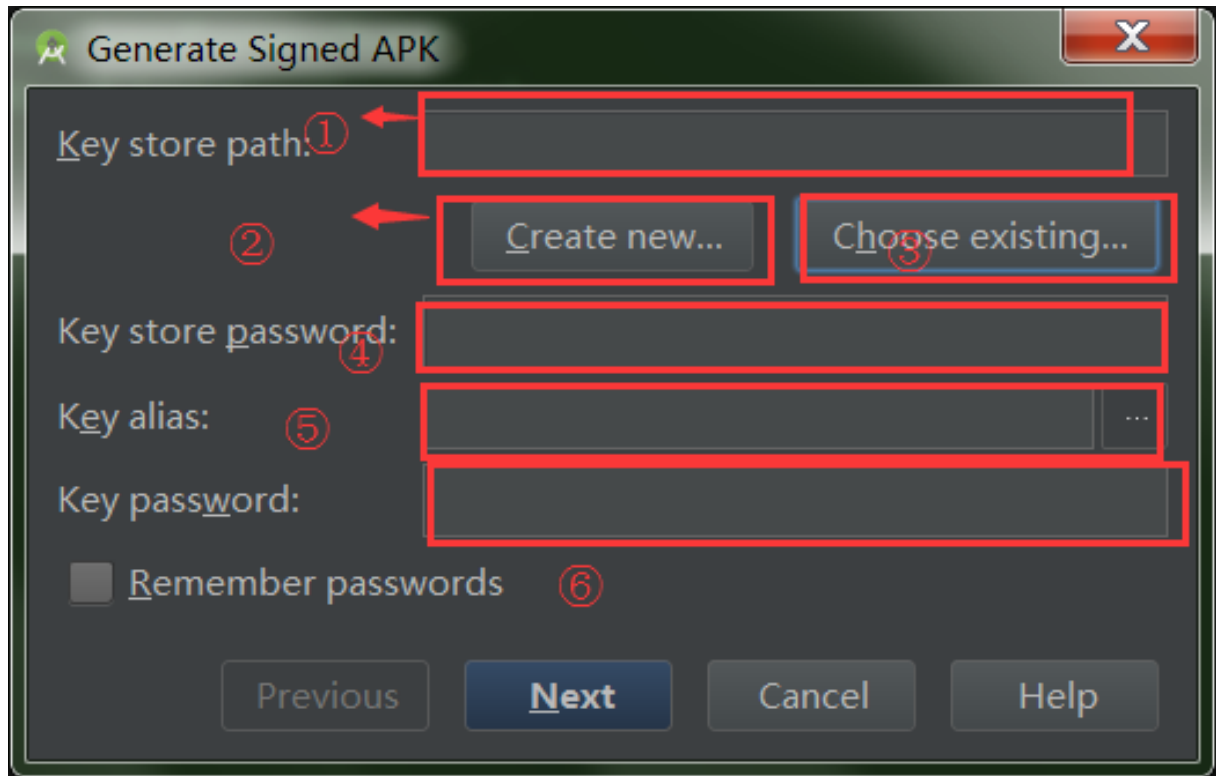 Generate Signed APK
Key store path: ①
② Create new... Choose existing... ③
Key store password: ④
Key alias: ⑤ ...
Key password:
Remember passwords ⑥
Previous Next Cancel Help